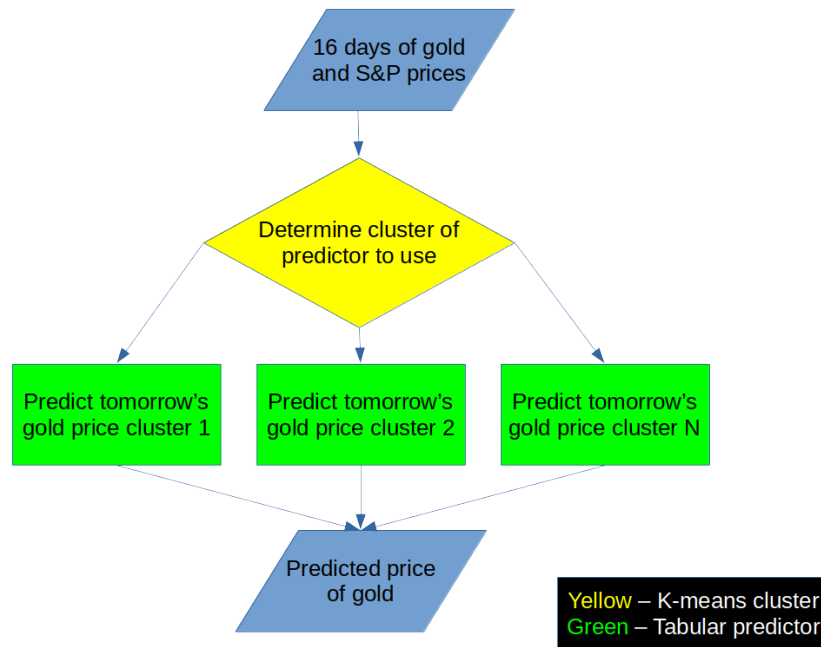 16 days of gold
and S&P prices
Determine cluster of
predictor to use
Predict tomorrow's
gold price cluster 1
Predict tomorrow's
gold price cluster 2
Predict tomorrow's
gold price cluster N
Predicted price
of gold
Yellow – K-means cluster
Green – Tabular predictor